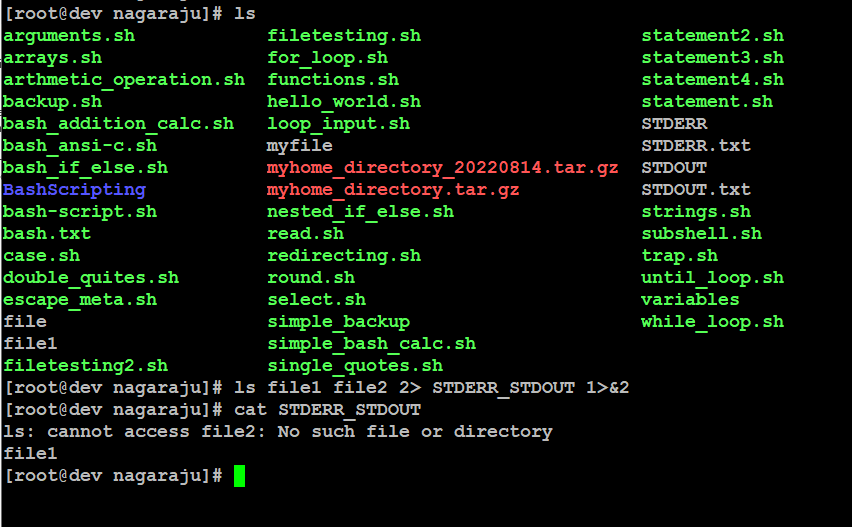 [root@dev nagaraju]# ls
arguments.sh filetesting.sh statement2.sh
arrays.sh for_loop.sh statement3.sh
arthmetic_operation.sh functions.sh statement4.sh
backup.sh hello_world.sh statement.sh
bash_addition_calc.sh loop_input.sh STDERR
bash_ansi-c.sh myfile STDERR.txt
bash_if_else.sh myhome_directory_20220814.tar.gz STDOUT
BashScripting myhome_directory.tar.gz STDOUT.txt
bash-script.sh nested_if_else.sh strings.sh
bash.txt read.sh subshell.sh
case.sh redirecting.sh trap.sh
double_quites.sh round.sh until_loop.sh
escape_meta.sh select.sh variables
file simple_backup while_loop.sh
file1 simple_bash_calc.sh
filetesting2.sh single_quotes.sh
[root@dev nagaraju]# ls file1 file2 2> STDERR_STDOUT 1>&2
[root@dev nagaraju]# cat STDERR_STDOUT
ls: cannot access file2: No such file or directory
file1
[root@dev nagaraju]#